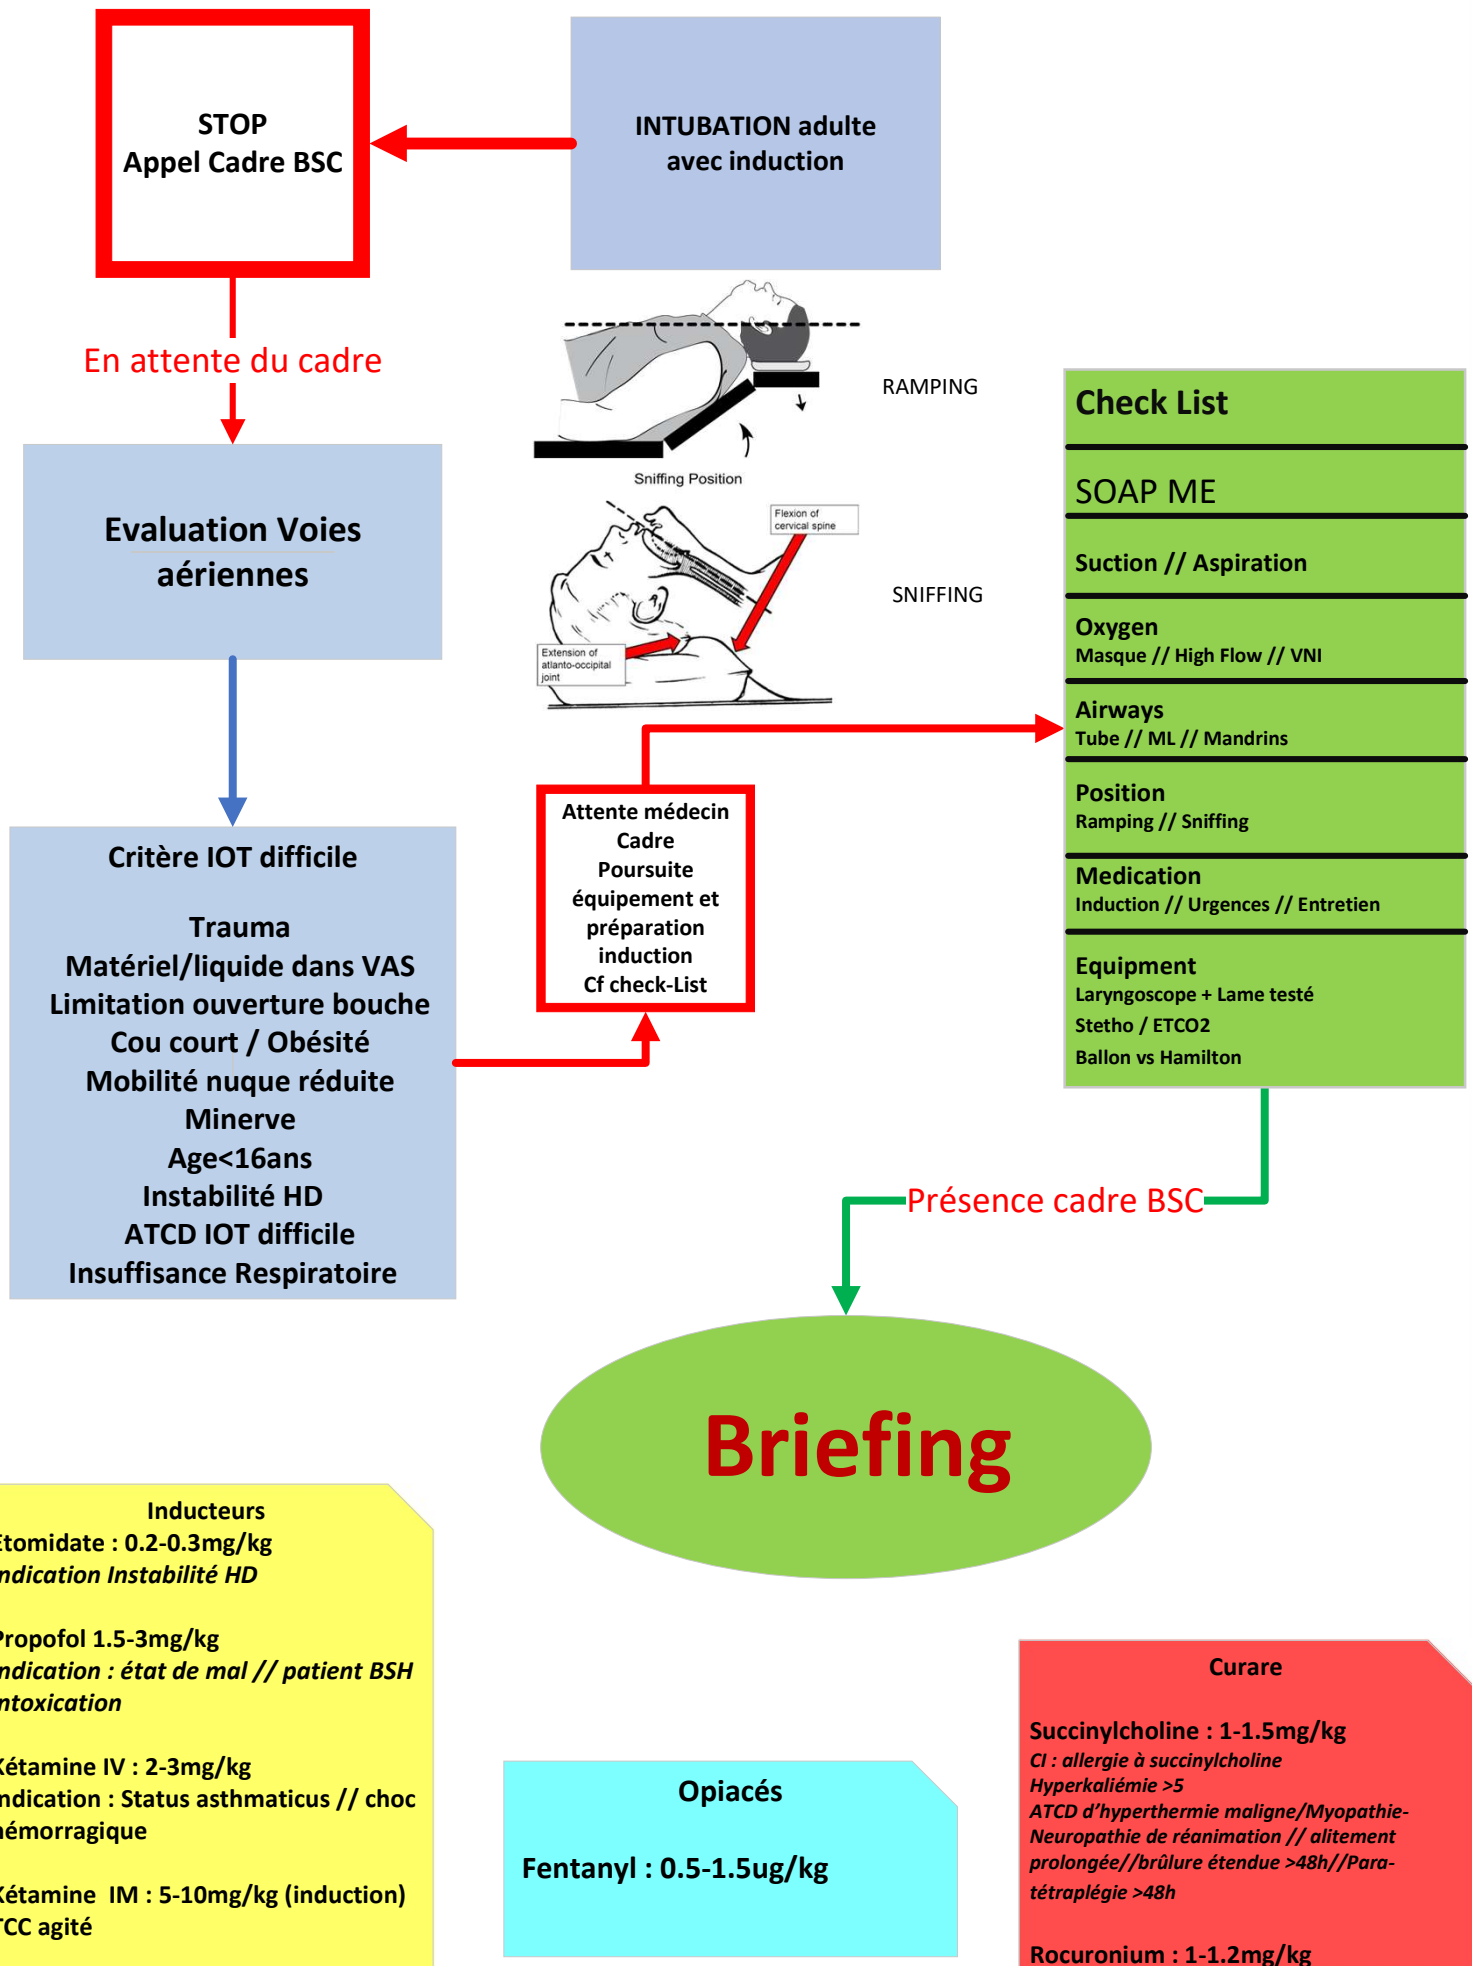 STOP
Appel Cadre BSC
INTUBATION adulte
avec induction
En attente du cadre
RAMPING
Sniffing Position
Flexion of
cervical spine
SNIFFING
Extension of
atlanto-occipital
joint
Evaluation Voies
aériennes
Critère IOT difficile
Trauma
Matériel/liquide dans VAS
Limitation ouverture bouche
Cou court / Obésité
Mobilité nuque réduite
Minerve
Age<16ans
Instabilité HD
ATCD IOT difficile
Insuffisance Respiratoire
Attente médecin
Cadre
Poursuite
équipement et
préparation
induction
Cf check-List
Check List
SOAP ME
Suction // Aspiration
Oxygen
Masque // High Flow // VNI
Airways
Tube // ML // Mandrins
Position
Ramping // Sniffing
Medication
Induction // Urgences // Entretien
Equipment
Laryngoscope + Lame testé
Stetho / ETCO2
Ballon vs Hamilton
Présence cadre BSC
Briefing
Inducteurs
Etomidate : 0.2-0.3mg/kg
ndication Instabilité HD
Propofol 1.5-3mg/kg
ndication : état de mal // patient BSH
ntoxication
Kétamine IV : 2-3mg/kg
ndication : Status asthmaticus // choc
hémorragique
Kétamine IM : 5-10mg/kg (induction)
TCC agité
Opiacés
Fentanyl : 0.5-1.5ug/kg
Curare
Succinylcholine : 1-1.5mg/kg
CI : allergie à succinylcholine
Hyperkaliémie >5
ATCD d’hyperthermie maligne/Myopathie-
Neuropathie de réanimation // alitement
prolongée//brûlure étendue >48h//Para-
tétraplégie >48h
Rocuronium : 1-1.2mg/kg